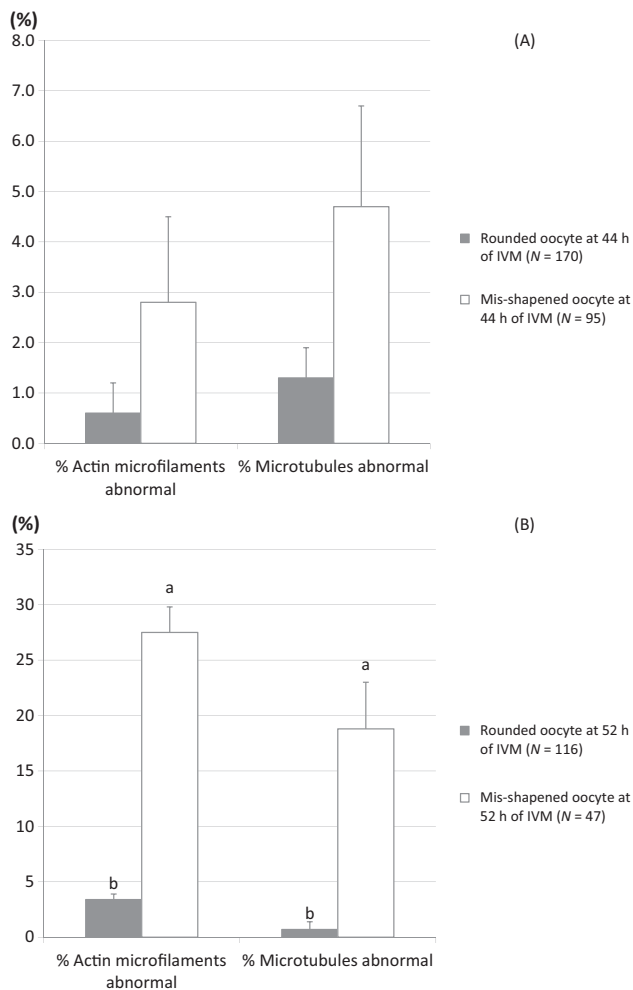 (%)
(A)
8.0
7.0
6.0
5.0
4.0
3.0
2.0
1.0
0.0
Rounded oocyte at 44 h
of IVM (N = 170)
Mis-shapened oocyte at
44 h of IVM (N = 95)
% Actin microfilaments
abnormal
% Microtubules abnormal
(%)
(B)
35
30
25
20
15
10
5
0
a
a
b
b
Rounded oocyte at 52 h
of IVM (N = 116)
Mis-shapened oocyte at
52 h of IVM (N = 47)
% Actin microfilaments
abnormal
% Microtubules abnormal